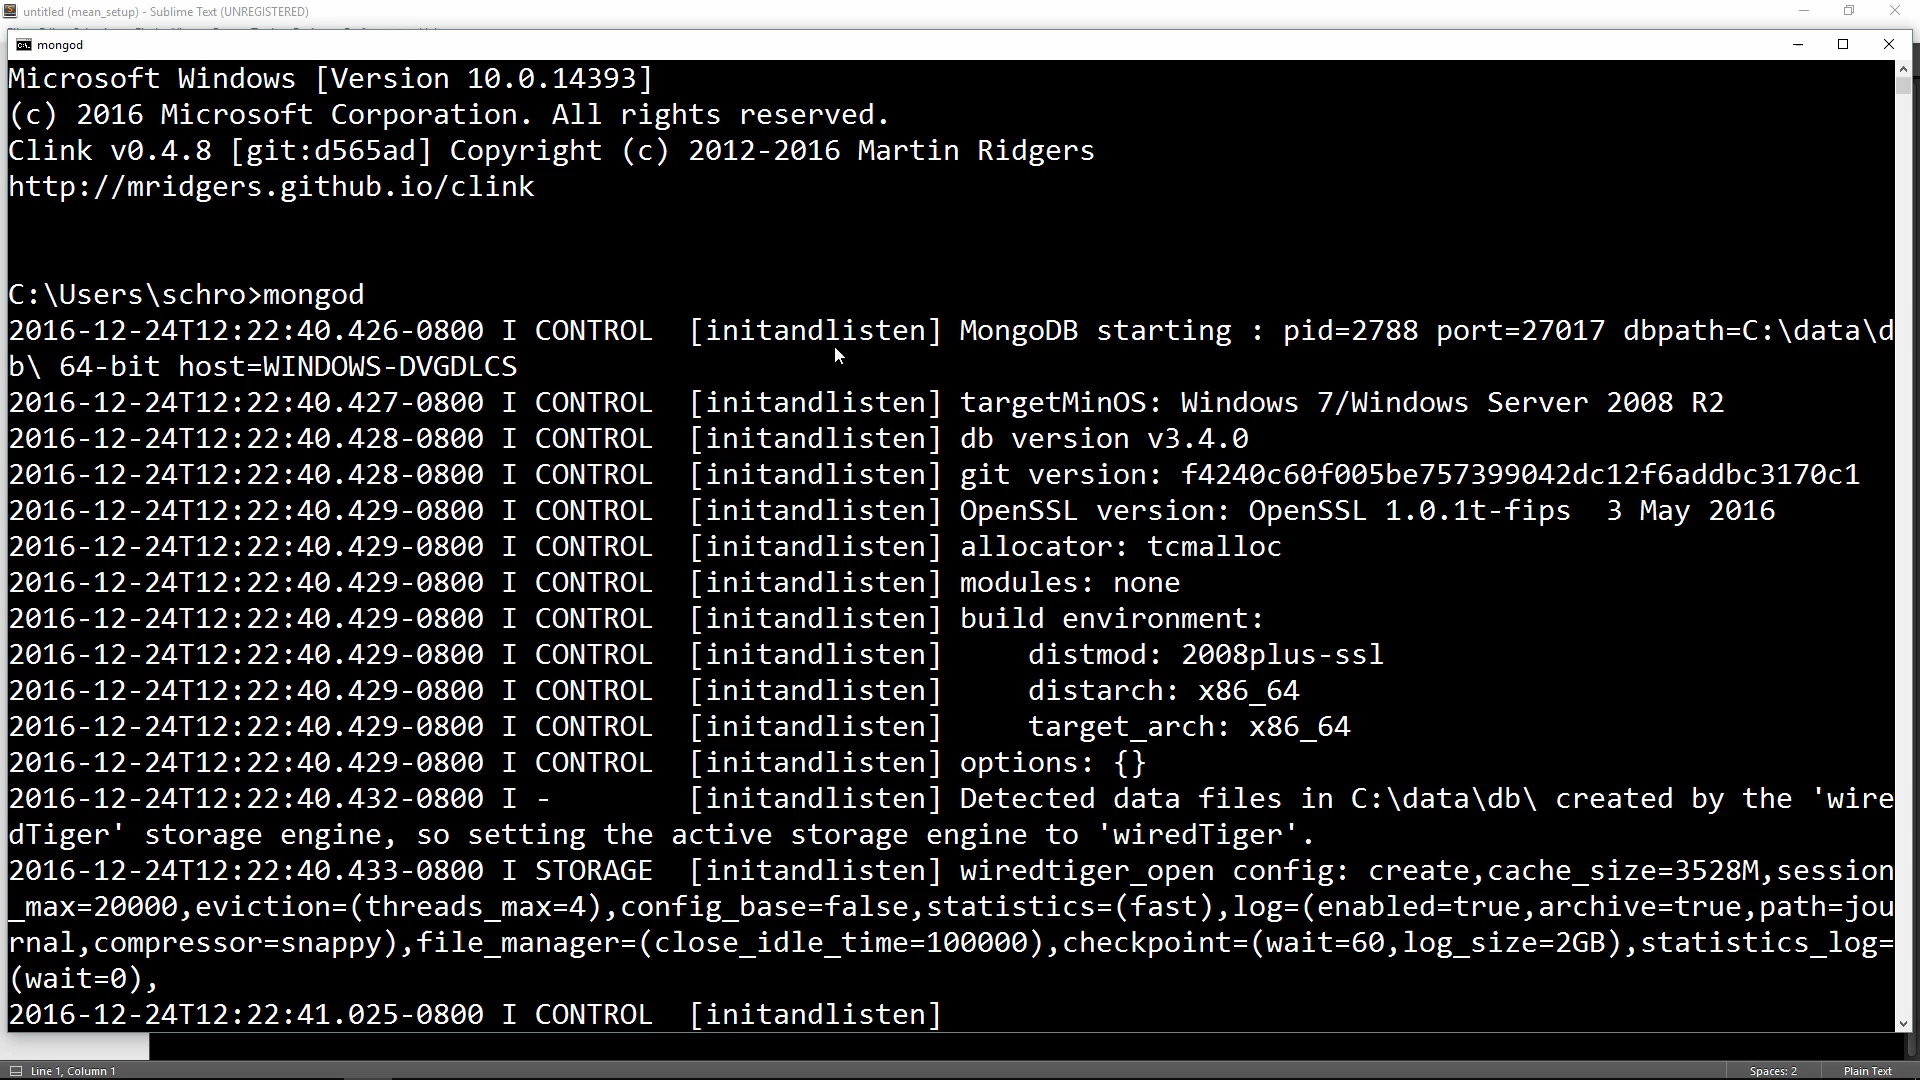 untitled (mean_setup) - Sublime Text (UNREGISTERED)
mongod
Microsoft Windows [Version 10.0.14393]
(c) 2016 Microsoft Corporation. All rights reserved.
Clink v0.4.8 [git:d565ad] Copyright (c) 2012-2016 Martin Ridgers
http://mridgers.github.io/clink
C:\Users\schro>mongod
2016-12-24T12:22:40.426-0800 I CONTROL  [initandlisten] MongoDB starting : pid=2788 port=27017 dbpath=C:\data\d
b\ 64-bit host=WINDOWS-DVGDLCS
2016-12-24T12:22:40.427-0800 I CONTROL  [initandlisten] targetMinOS: Windows 7/Windows Server 2008 R2
2016-12-24T12:22:40.428-0800 I CONTROL  [initandlisten] db version v3.4.0
2016-12-24T12:22:40.428-0800 I CONTROL  [initandlisten] git version: f4240c60f005be757399042dc12f6addbc3170c1
2016-12-24T12:22:40.429-0800 I CONTROL  [initandlisten] OpenSSL version: OpenSSL 1.0.1t-fips  3 May 2016
2016-12-24T12:22:40.429-0800 I CONTROL  [initandlisten] allocator: tcmalloc
2016-12-24T12:22:40.429-0800 I CONTROL  [initandlisten] modules: none
2016-12-24T12:22:40.429-0800 I CONTROL  [initandlisten] build environment:
2016-12-24T12:22:40.429-0800 I CONTROL  [initandlisten]     distmod: 2008plus-ssl
2016-12-24T12:22:40.429-0800 I CONTROL  [initandlisten]     distarch: x86_64
2016-12-24T12:22:40.429-0800 I CONTROL  [initandlisten]     target_arch: x86_64
2016-12-24T12:22:40.429-0800 I CONTROL  [initandlisten] options: {}
2016-12-24T12:22:40.432-0800 I -        [initandlisten] Detected data files in C:\data\db\ created by the 'wire
dTiger' storage engine, so setting the active storage engine to 'wiredTiger'.
2016-12-24T12:22:40.433-0800 I STORAGE  [initandlisten] wiredtiger_open config: create,cache_size=3528M,session
_max=20000,eviction=(threads_max=4),config_base=false,statistics=(fast),log=(enabled=true,archive=true,path=jou
rnal,compressor=snappy),file_manager=(close_idle_time=100000),checkpoint=(wait=60,log_size=2GB),statistics_log=
(wait=0),
2016-12-24T12:22:41.025-0800 I CONTROL  [initandlisten]
Line 1, Column 1
Spaces: 2
Plain Text